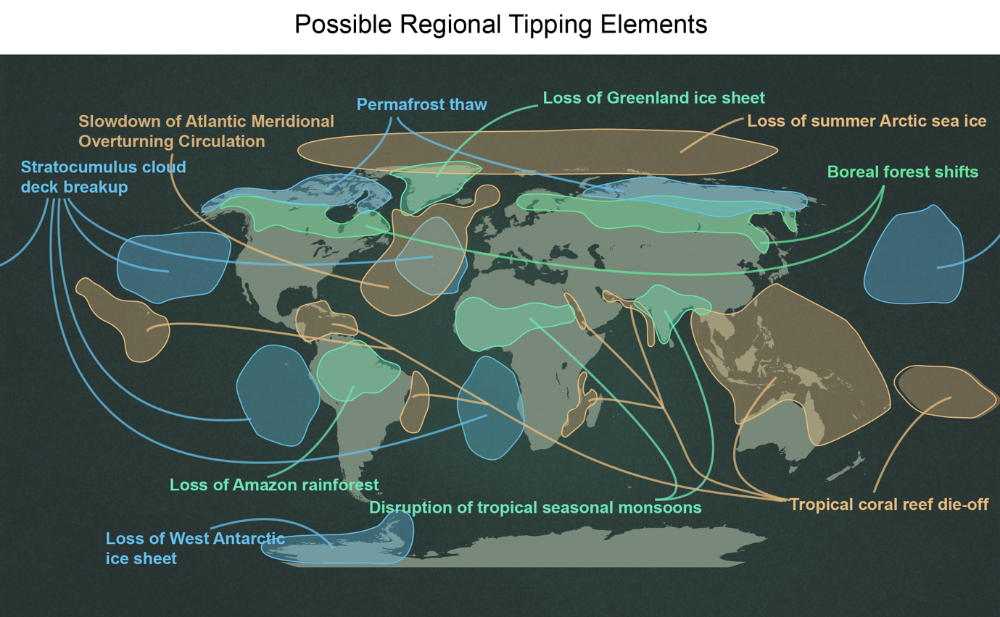 Possible Regional Tipping Elements
Permafrost thaw
Loss of Greenland ice sheet
Slowdown of Atlantic Meridional
Overturning Circulation
Loss of summer Arctic sea ice
Stratocumulus cloud
deck breakup
Boreal forest shifts
Loss of Amazon rainforest
Disruption of tropical seasonal monsoons
Tropical coral reef die-off
Loss of West Antarctic
ice sheet